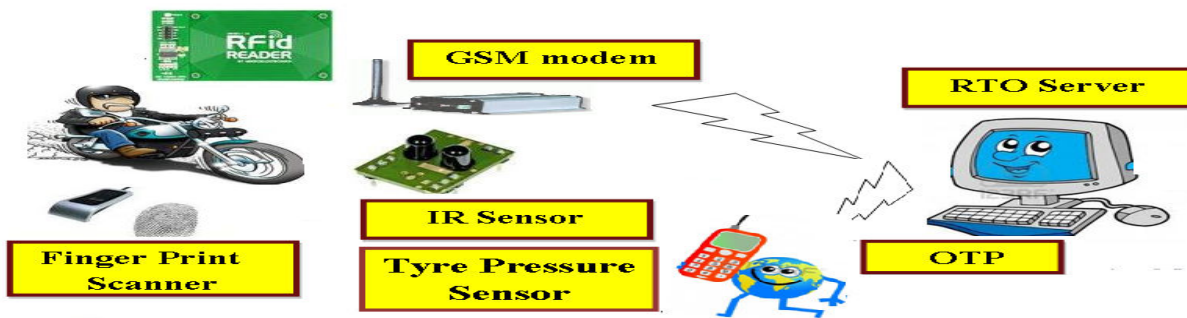 RFid
READER
GSM modem
RTO Server
IR Sensor
Finger Print
Scanner
Tyre Pressure
Sensor
OTP